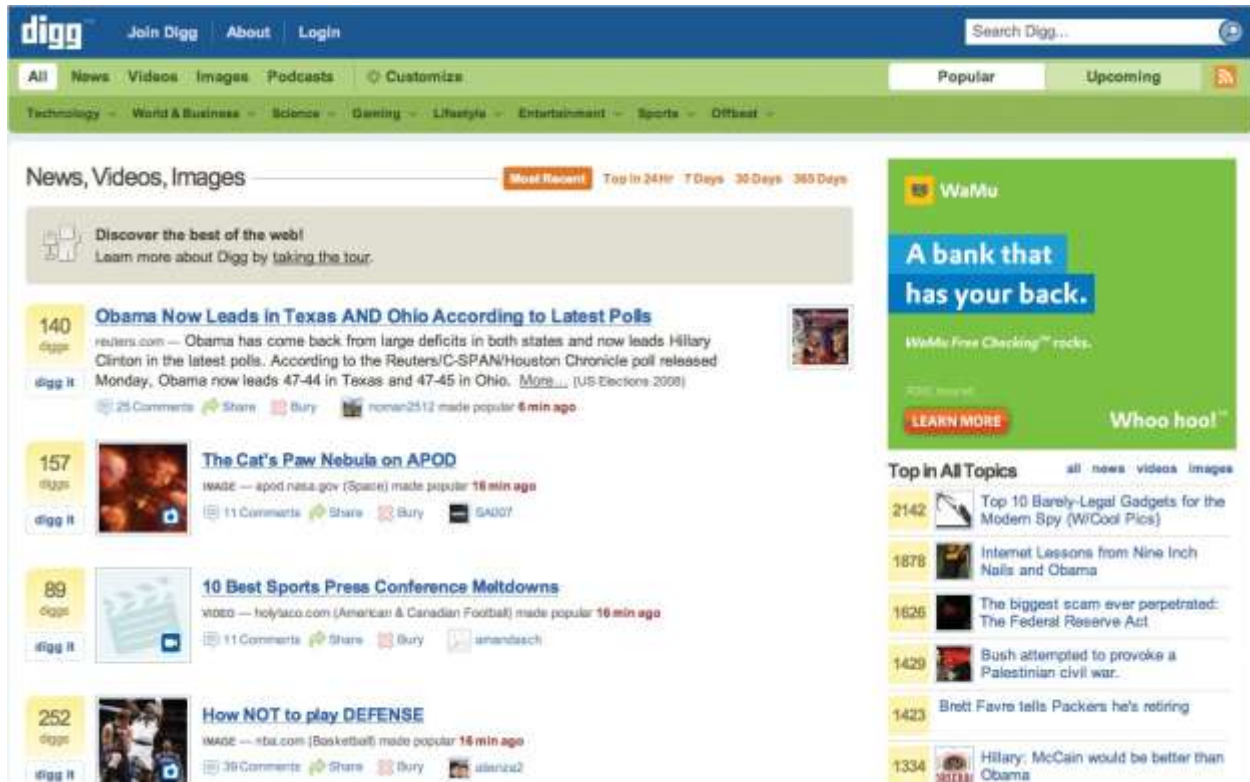 digg Join Digg About Login Search Digg...
All News Videos Images Podcasts Customize Popular Upcoming
Technology World & Business Science Gaming Lifestyle Entertainment Sports Offbeat
News, Videos, Images Most Recent Top in 24Hr 7 Days 30 Days 365 Days
Discover the best of the web!
Learn more about Digg by taking the tour.
140 diggs
digg it
Obama Now Leads in Texas AND Ohio According to Latest Polls
reuters.com — Obama has come back from large deficits in both states and now leads Hillary
Clinton in the latest polls. According to the Reuters/C-SPAN/Houston Chronicle poll released
Monday, Obama now leads 47-44 in Texas and 47-45 in Ohio. More... (US Elections 2008)
25 Comments Share Bury noman2512 made popular 6 min ago
157 diggs
digg it
The Cat's Paw Nebula on APOD
IMAGE — apod.nasa.gov (Space) made popular 16 min ago
11 Comments Share Bury SA007
89 diggs
digg it
10 Best Sports Press Conference Meltdowns
VIDEO — holytaco.com (American & Canadian Football) made popular 16 min ago
11 Comments Share Bury amandasch
252 diggs
digg it
How NOT to play DEFENSE
IMAGE — nba.com (Basketball) made popular 16 min ago
39 Comments Share Bury
WaMu
A bank that
has your back.
WaMu Free Checking™ rocks.
LEARN MORE Whoo hoo!™
Top in All Topics all news videos images
2142 Top 10 Barely-Legal Gadgets for the
Modern Spy (W/Cool Pics)
1878 Internet Lessons from Nine Inch
Nails and Obama
1626 The biggest scam ever perpetrated:
The Federal Reserve Act
1429 Bush attempted to provoke a
Palestinian civil war.
1423 Brett Favre tells Packers he's retiring
1334 Hillary: McCain would be better than
Obama